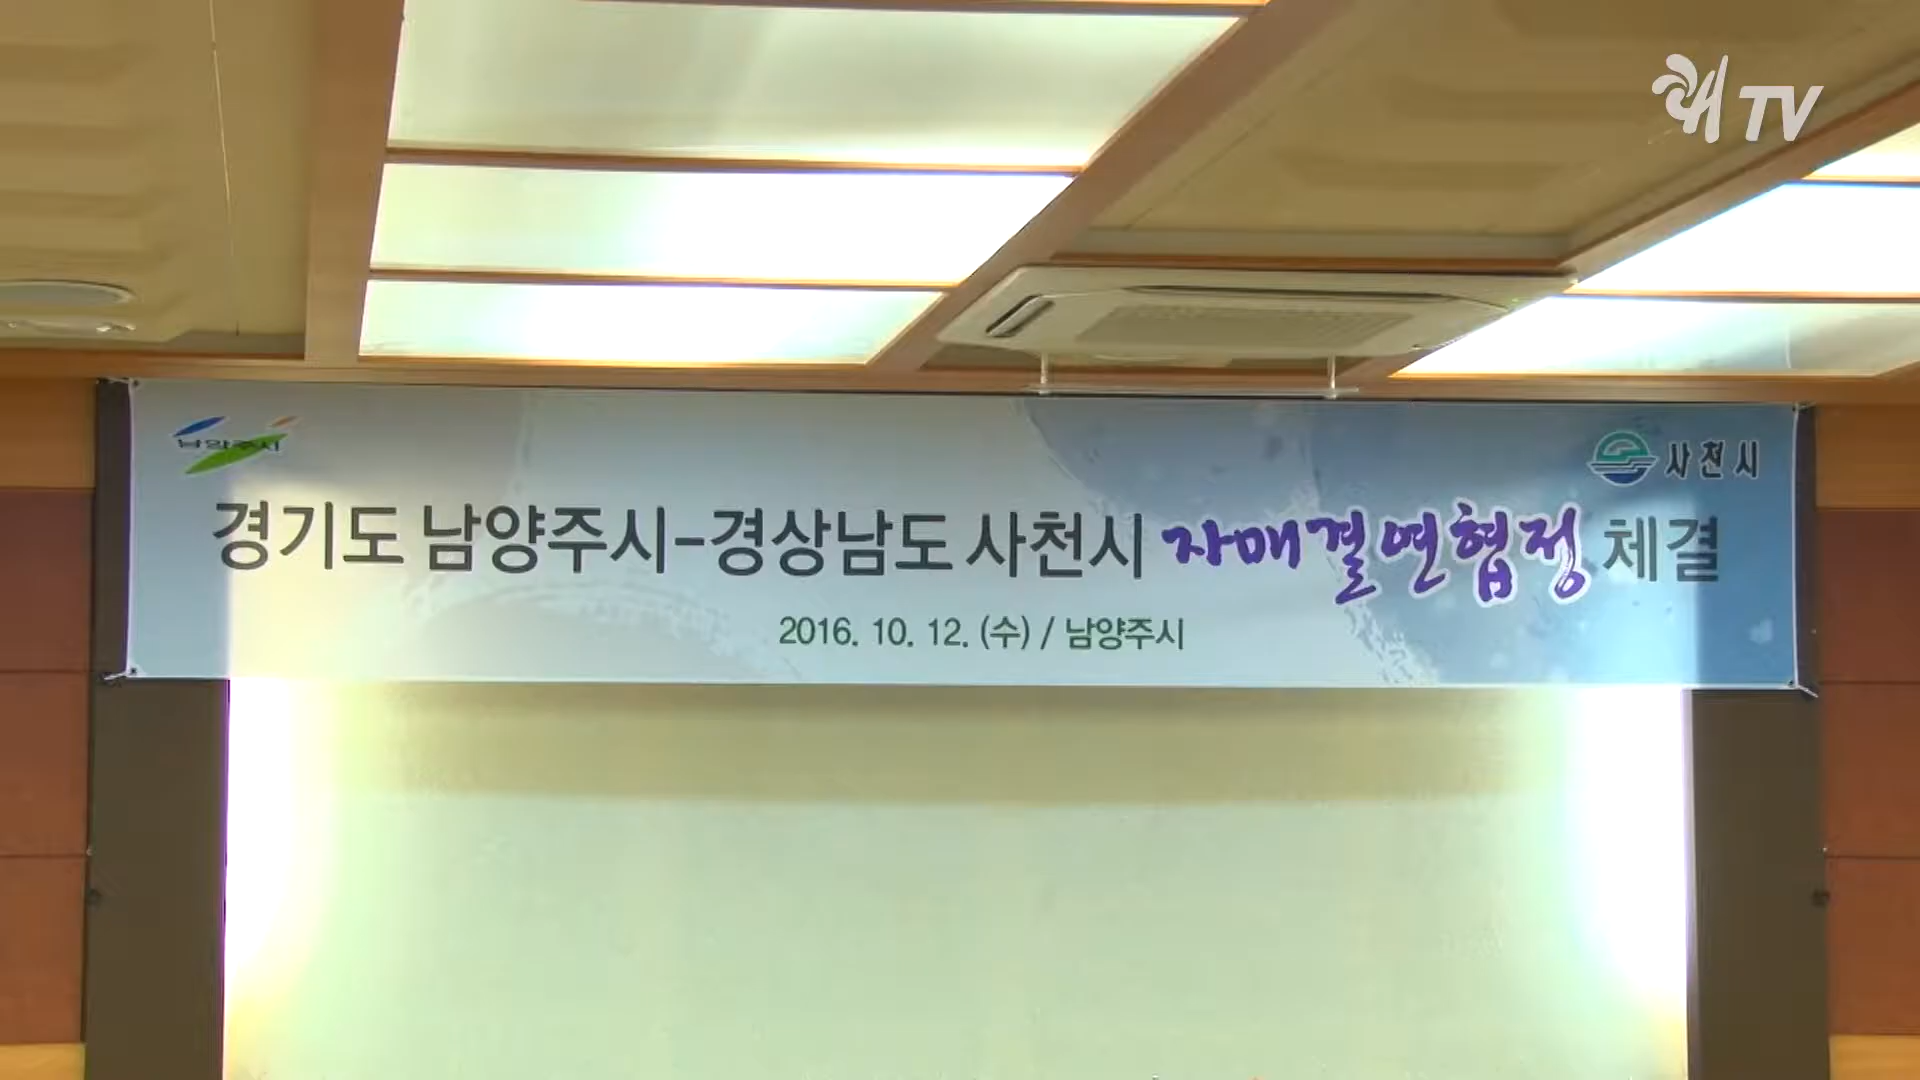 내 TV
남양주시
사천시
경기도 남양주시-경상남도 사천시 자매결연협정 체결
2016. 10. 12. (수) / 남양주시